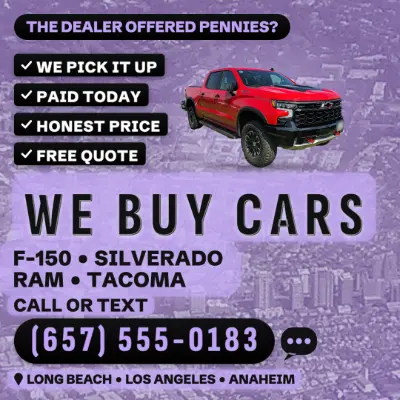 THE DEALER OFFERED PENNIES?
✓ WE PICK IT UP
✓ PAID TODAY
✓ HONEST PRICE
✓ FREE QUOTE
WE BUY CARS
F-150 • SILVERADO
RAM • TACOMA
CALL OR TEXT
(657) 555-0183
LONG BEACH • LOS ANGELES • ANAHEIM